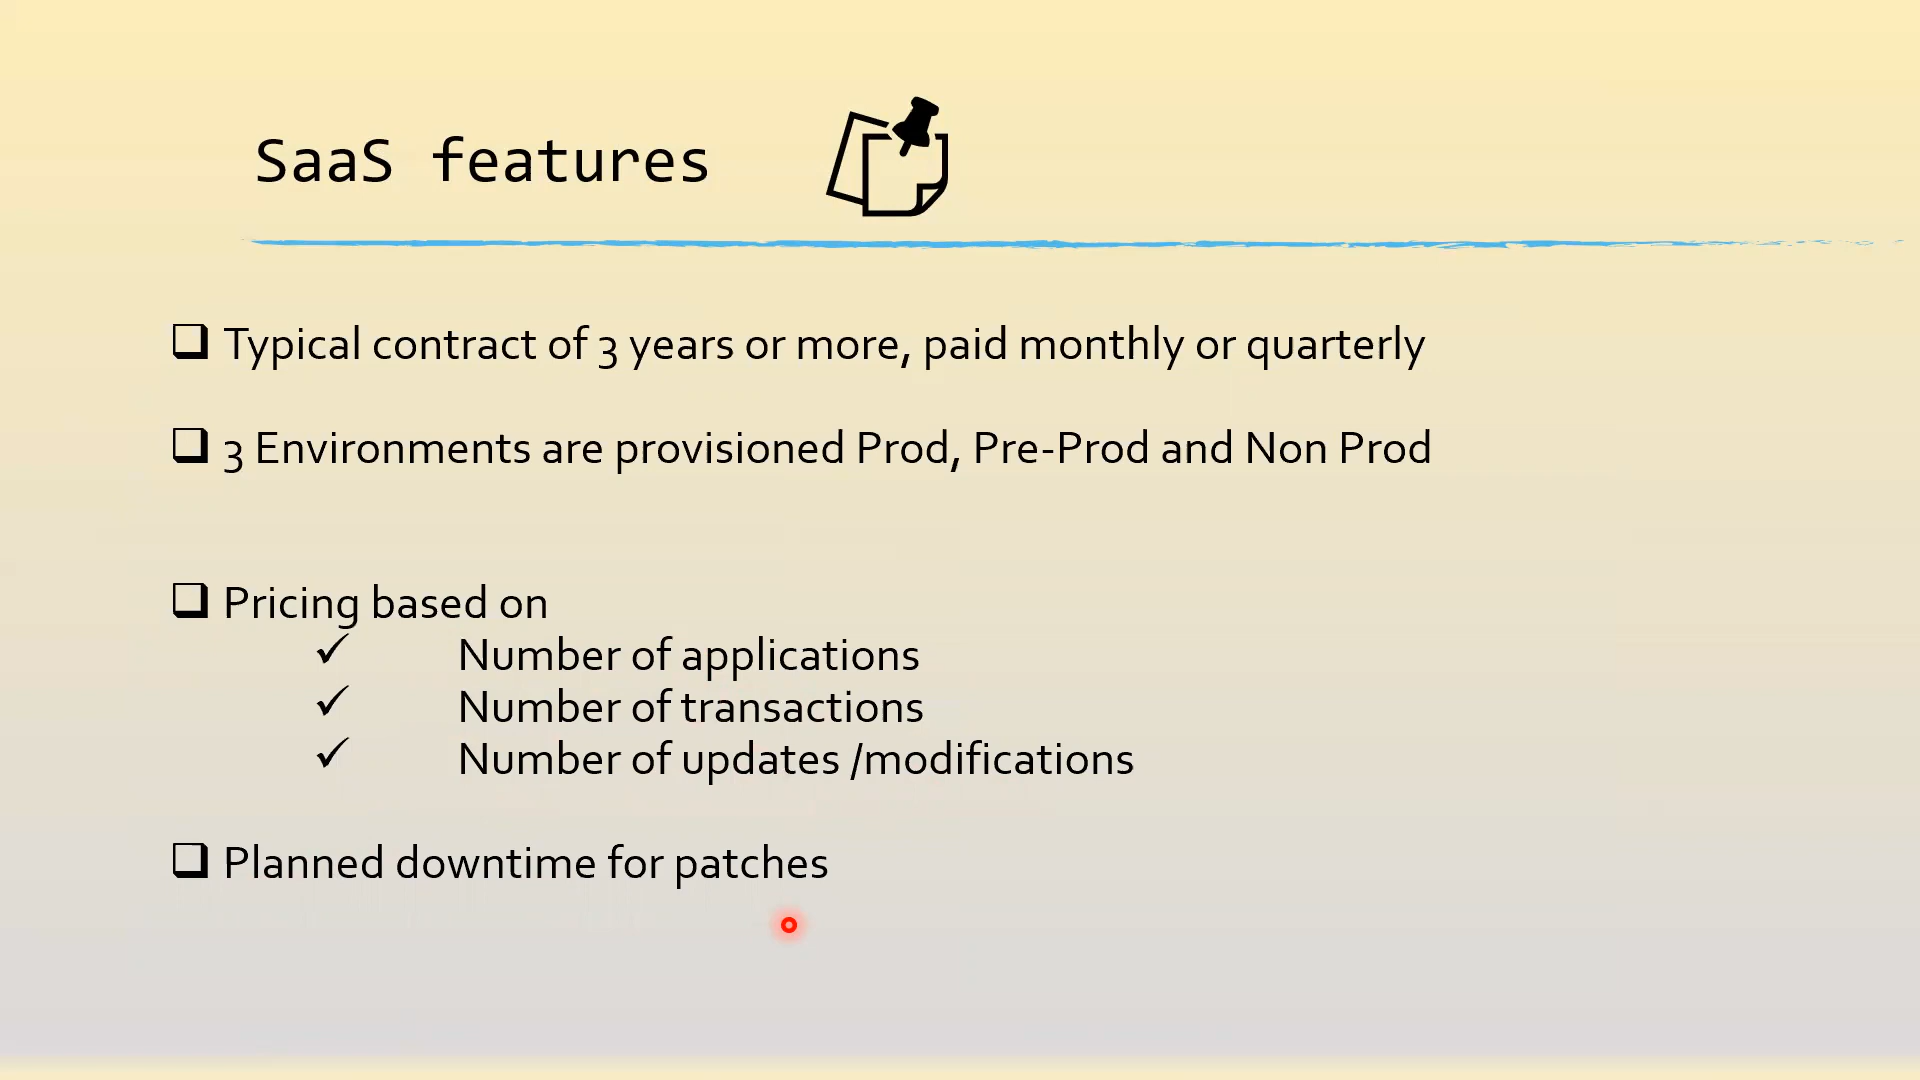 SaaS features
Typical contract of 3 years or more, paid monthly or quarterly
3 Environments are provisioned Prod, Pre-Prod and Non Prod
Pricing based on
Number of applications
Number of transactions
Number of updates /modifications
Planned downtime for patches